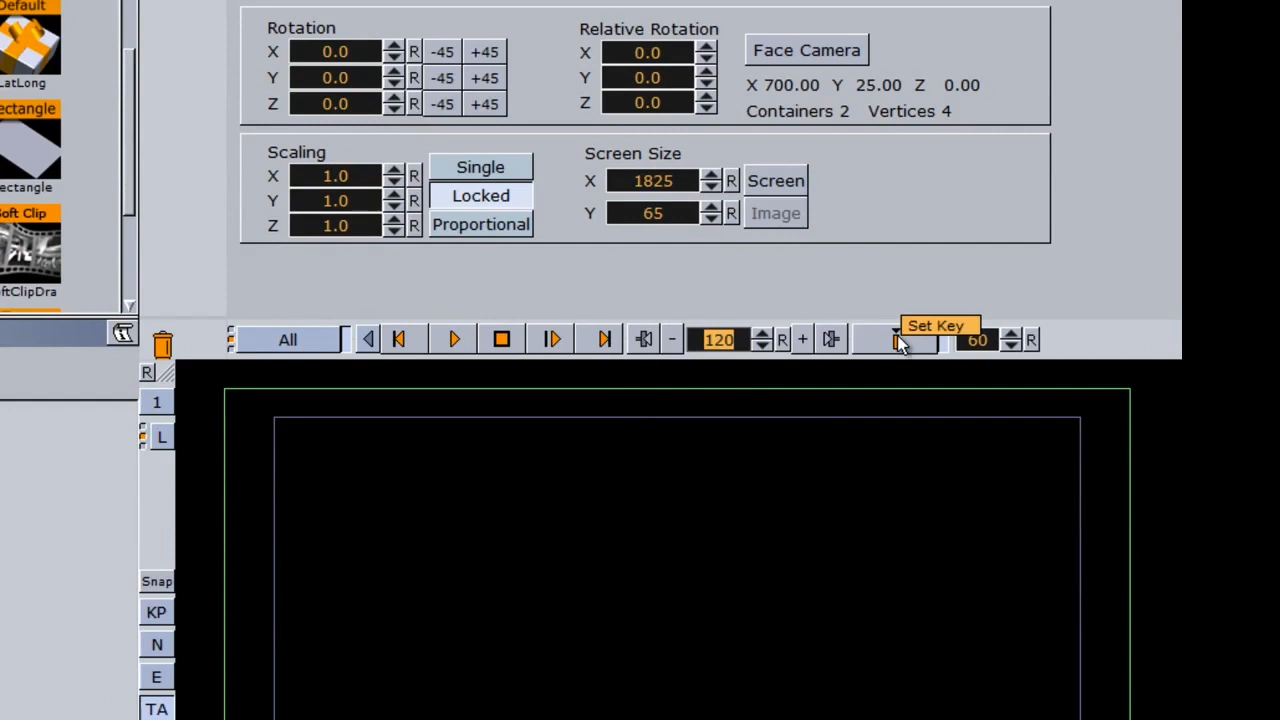 Default
LatLong
ectangle
ectangle
Soft Clip
ftClipDra
Rotation
X 0.0 R -45 +45
Y 0.0 R -45 +45
Z 0.0 R -45 +45
Relative Rotation
X 0.0
Y 0.0
Z 0.0
Face Camera
X 700.00 Y 25.00 Z 0.00
Containers 2 Vertices 4
Scaling
X 1.0 R
Y 1.0 R
Z 1.0 R
Single
Locked
Proportional
Screen Size
X 1825 R Screen
Y 65 R Image
Set Key
All - 120 R + 60 R
R
1
L
Snap
KP
N
E
TA